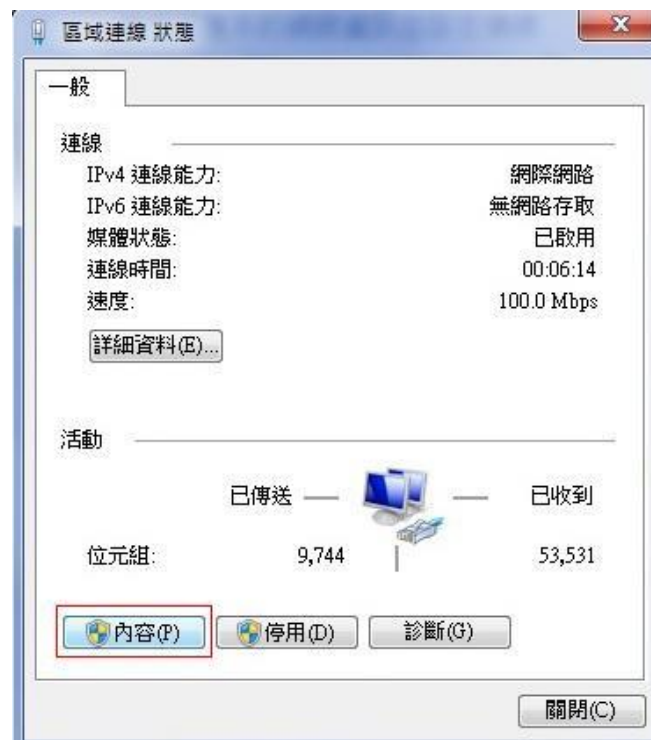 區域連線 狀態
一般
連線
IPv4 連線能力: 網際網路
IPv6 連線能力: 無網路存取
媒體狀態: 已啟用
連線時間: 00:06:14
速度: 100.0 Mbps
詳細資料(E)...
活動
已傳送 已收到
位元組: 9,744 53,531
內容(P) 停用(D) 診斷(G)
關閉(C)